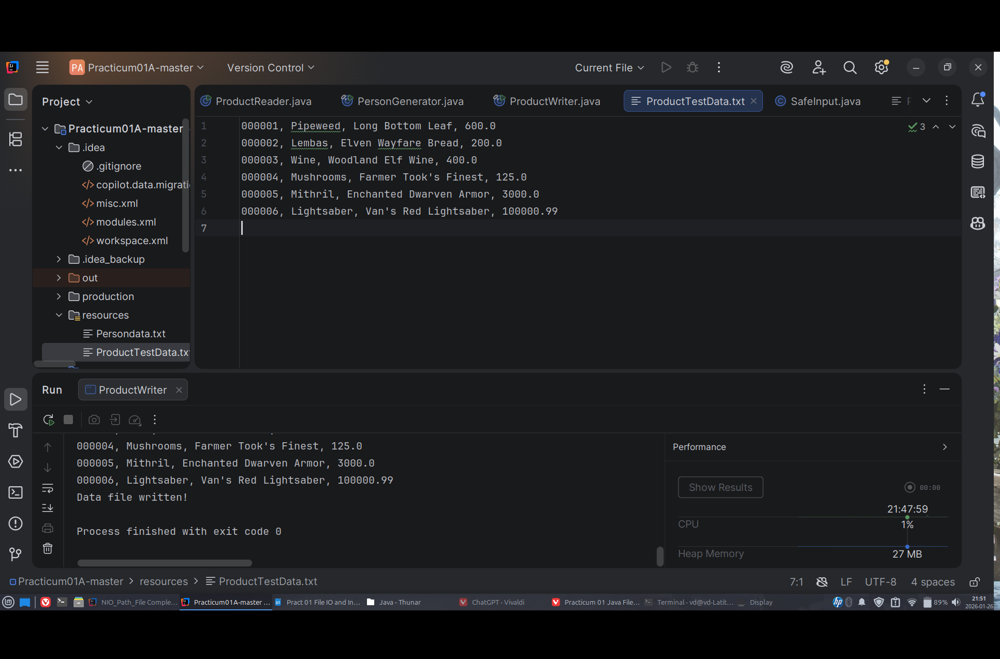 PA Practicum01A-master Version Control Current File
Project
ProductReader.java PersonGenerator.java ProductWriter.java ProductTestData.txt SafeInput.java
Practicum01A-master
.idea
.gitignore
copilot.data.migrati
misc.xml
modules.xml
workspace.xml
.idea_backup
out
production
resources
Persondata.txt
ProductTestData.tx
1 000001, Pipeweed, Long Bottom Leaf, 600.0
2 000002, Lembas, Elven Wayfare Bread, 200.0
3 000003, Wine, Woodland Elf Wine, 400.0
4 000004, Mushrooms, Farmer Took's Finest, 125.0
5 000005, Mithril, Enchanted Dwarven Armor, 3000.0
6 000006, Lightsaber, Van's Red Lightsaber, 100000.99
7
3
Run ProductWriter
000004, Mushrooms, Farmer Took's Finest, 125.0
000005, Mithril, Enchanted Dwarven Armor, 3000.0
000006, Lightsaber, Van's Red Lightsaber, 100000.99
Data file written!
Process finished with exit code 0
Performance
Show Results 00:00
21:47:59
CPU 1%
Heap Memory 27 MB
Practicum01A-master > resources > ProductTestData.txt 7:1 LF UTF-8 4 spaces
NIO_Path_File Comple... Practicum01A-master ... Pract 01 File IO and In... Java - Thunar ChatGPT - Vivaldi Practicum 01 Java File... Terminal - vd@vd-Latit... Display hp 89% 21:51
2026-01-26